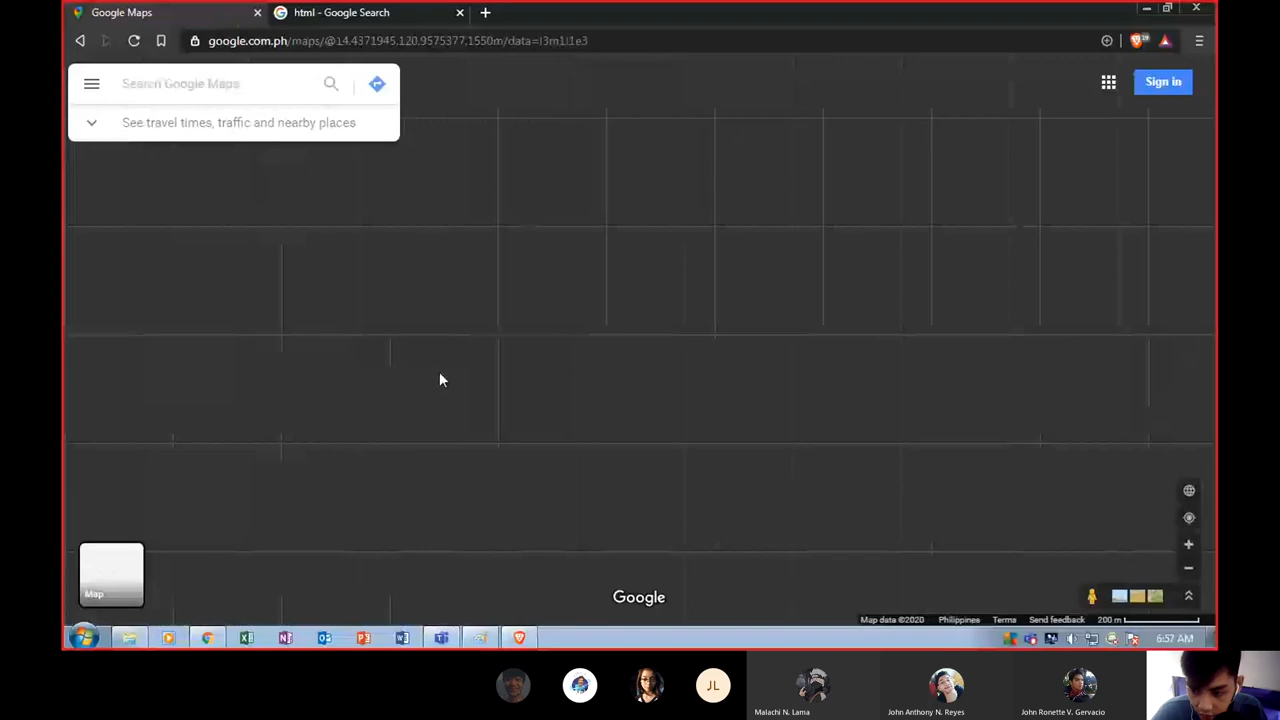 Google Maps
html - Google Search
google.com.ph/maps/@14.4371945,120.9575377,1550m/data=!3m1!1e3
19
Search Google Maps
Sign in
See travel times, traffic and nearby places
Map
Google
Map data ©2020 Philippines Terms Send feedback 200 m
6:57 AM
JL
Malachi N. Lama
John Anthony N. Reyes
John Ronette V. Gervacio